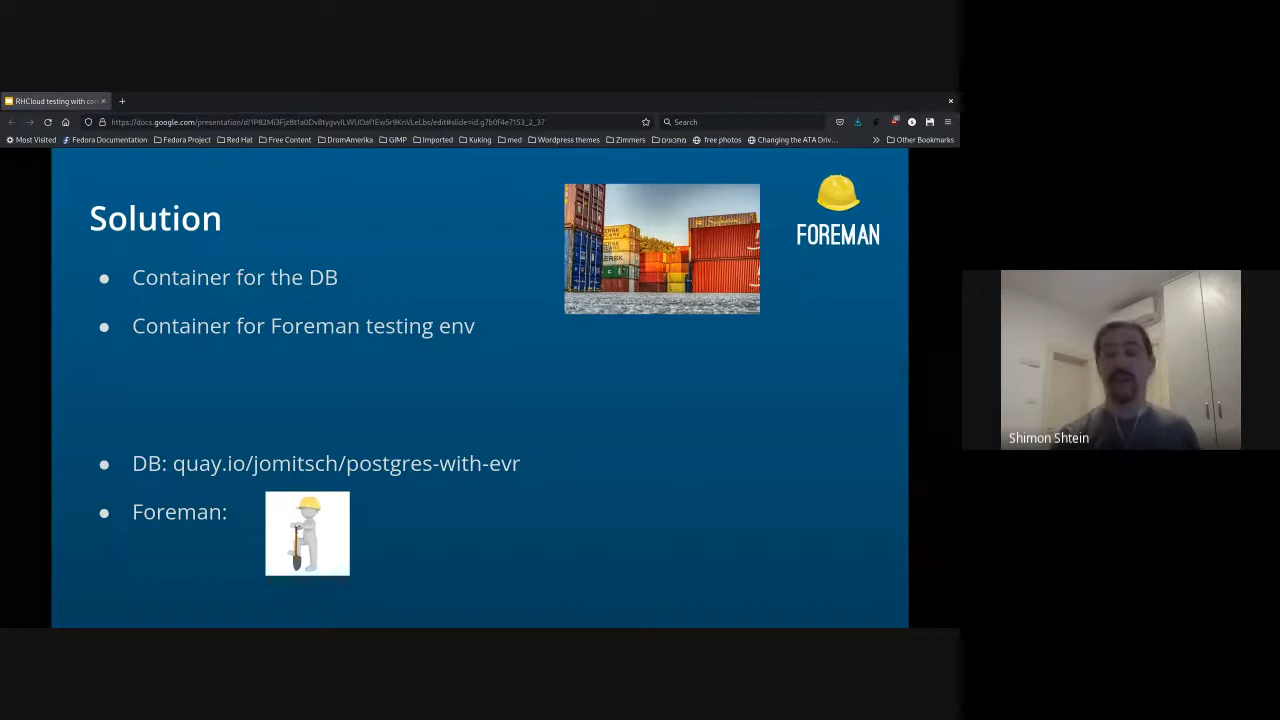 RHCloud testing with con
https://docs.google.com/presentation/d/1P82Mi3Fjz8t1a0Dv8tygvvILWUOaf1Ew5r9KnVLeLbs/edit#slide=id.g7b0f4e7153_2_37
Search
Most Visited
Fedora Documentation
Fedora Project
Red Hat
Free Content
DromAmerika
GIMP
Imported
Kuking
med
Wordpress themes
Zimmers
מתכונים
free photos
Changing the ATA Driv...
Other Bookmarks
Solution
FOREMAN
● Container for the DB
● Container for Foreman testing env
● DB: quay.io/jomitsch/postgres-with-evr
● Foreman:
Shimon Shtein